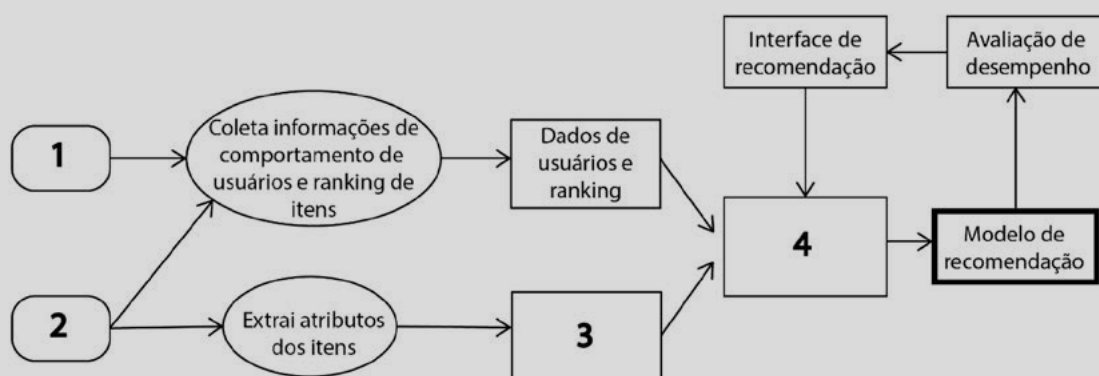 Interface de
recomendação
Avaliação de
desempenho
1
Coleta informações de
comportamento de
usuários e ranking de
itens
Dados de
usuários e
ranking
4
Modelo de
recomendação
2
Extrai atributos
dos itens
3